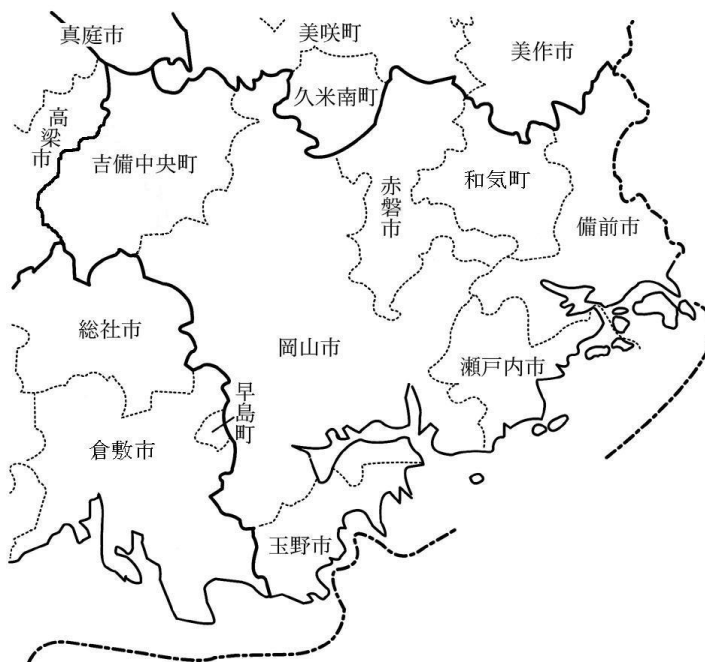 真庭市
美咲町
美作市
久米南町
高梁市
吉備中央町
赤磐市
和気町
備前市
総社市
岡山市
瀬戸内市
早島町
倉敷市
玉野市